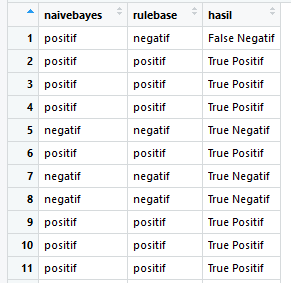 naivebayes rulebase hasil
1 positif negatif False Negatif
2 positif positif True Positif
3 positif positif True Positif
4 positif positif True Positif
5 negatif negatif True Negatif
6 positif positif True Positif
7 negatif negatif True Negatif
8 negatif negatif True Negatif
9 positif positif True Positif
10 positif positif True Positif
11 positif positif True Positif